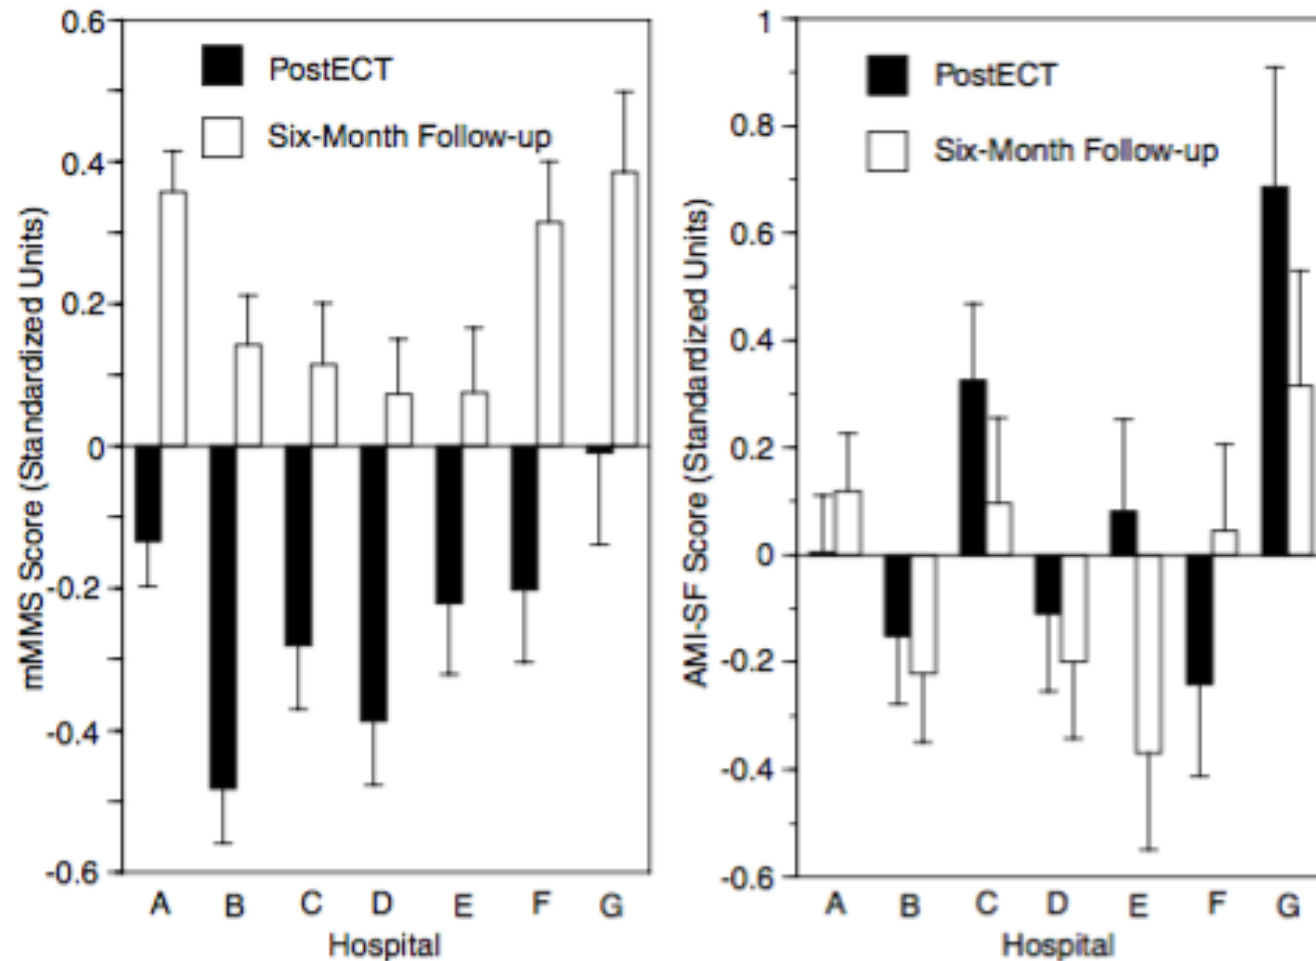 0.6
0.4
0.2
0
-0.2
-0.4
-0.6
mMMS Score (Standardized Units)
PostECT
Six-Month Follow-up
A B C D E F G
Hospital
1
0.8
0.6
0.4
0.2
0
-0.2
-0.4
-0.6
AMI-SF Score (Standardized Units)
PostECT
Six-Month Follow-up
A B C D E F G
Hospital